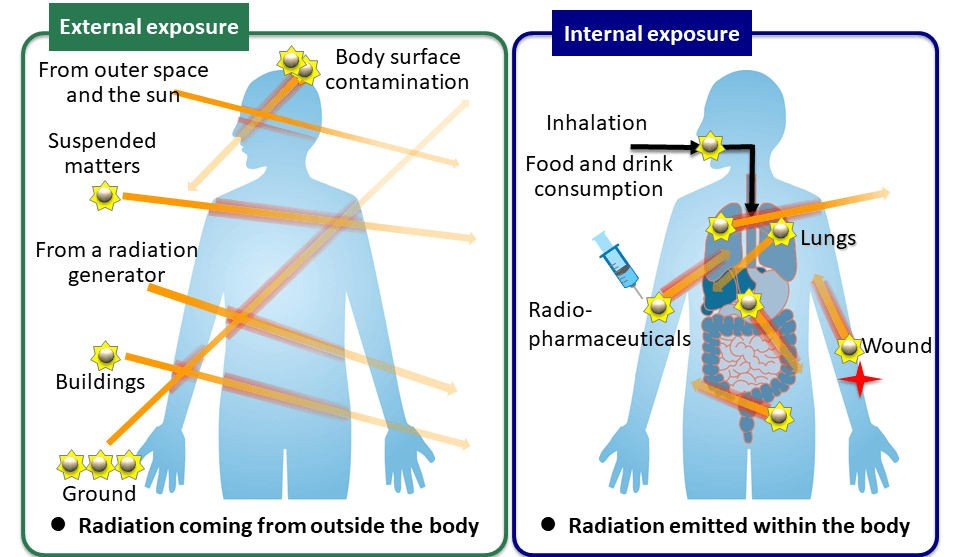 External exposure
From outer space
and the sun
Body surface
contamination
Suspended
matters
From a radiation
generator
Buildings
Ground
● Radiation coming from outside the body
Internal exposure
Inhalation
Food and drink
consumption
Lungs
Radio-
pharmaceuticals
Wound
● Radiation emitted within the body